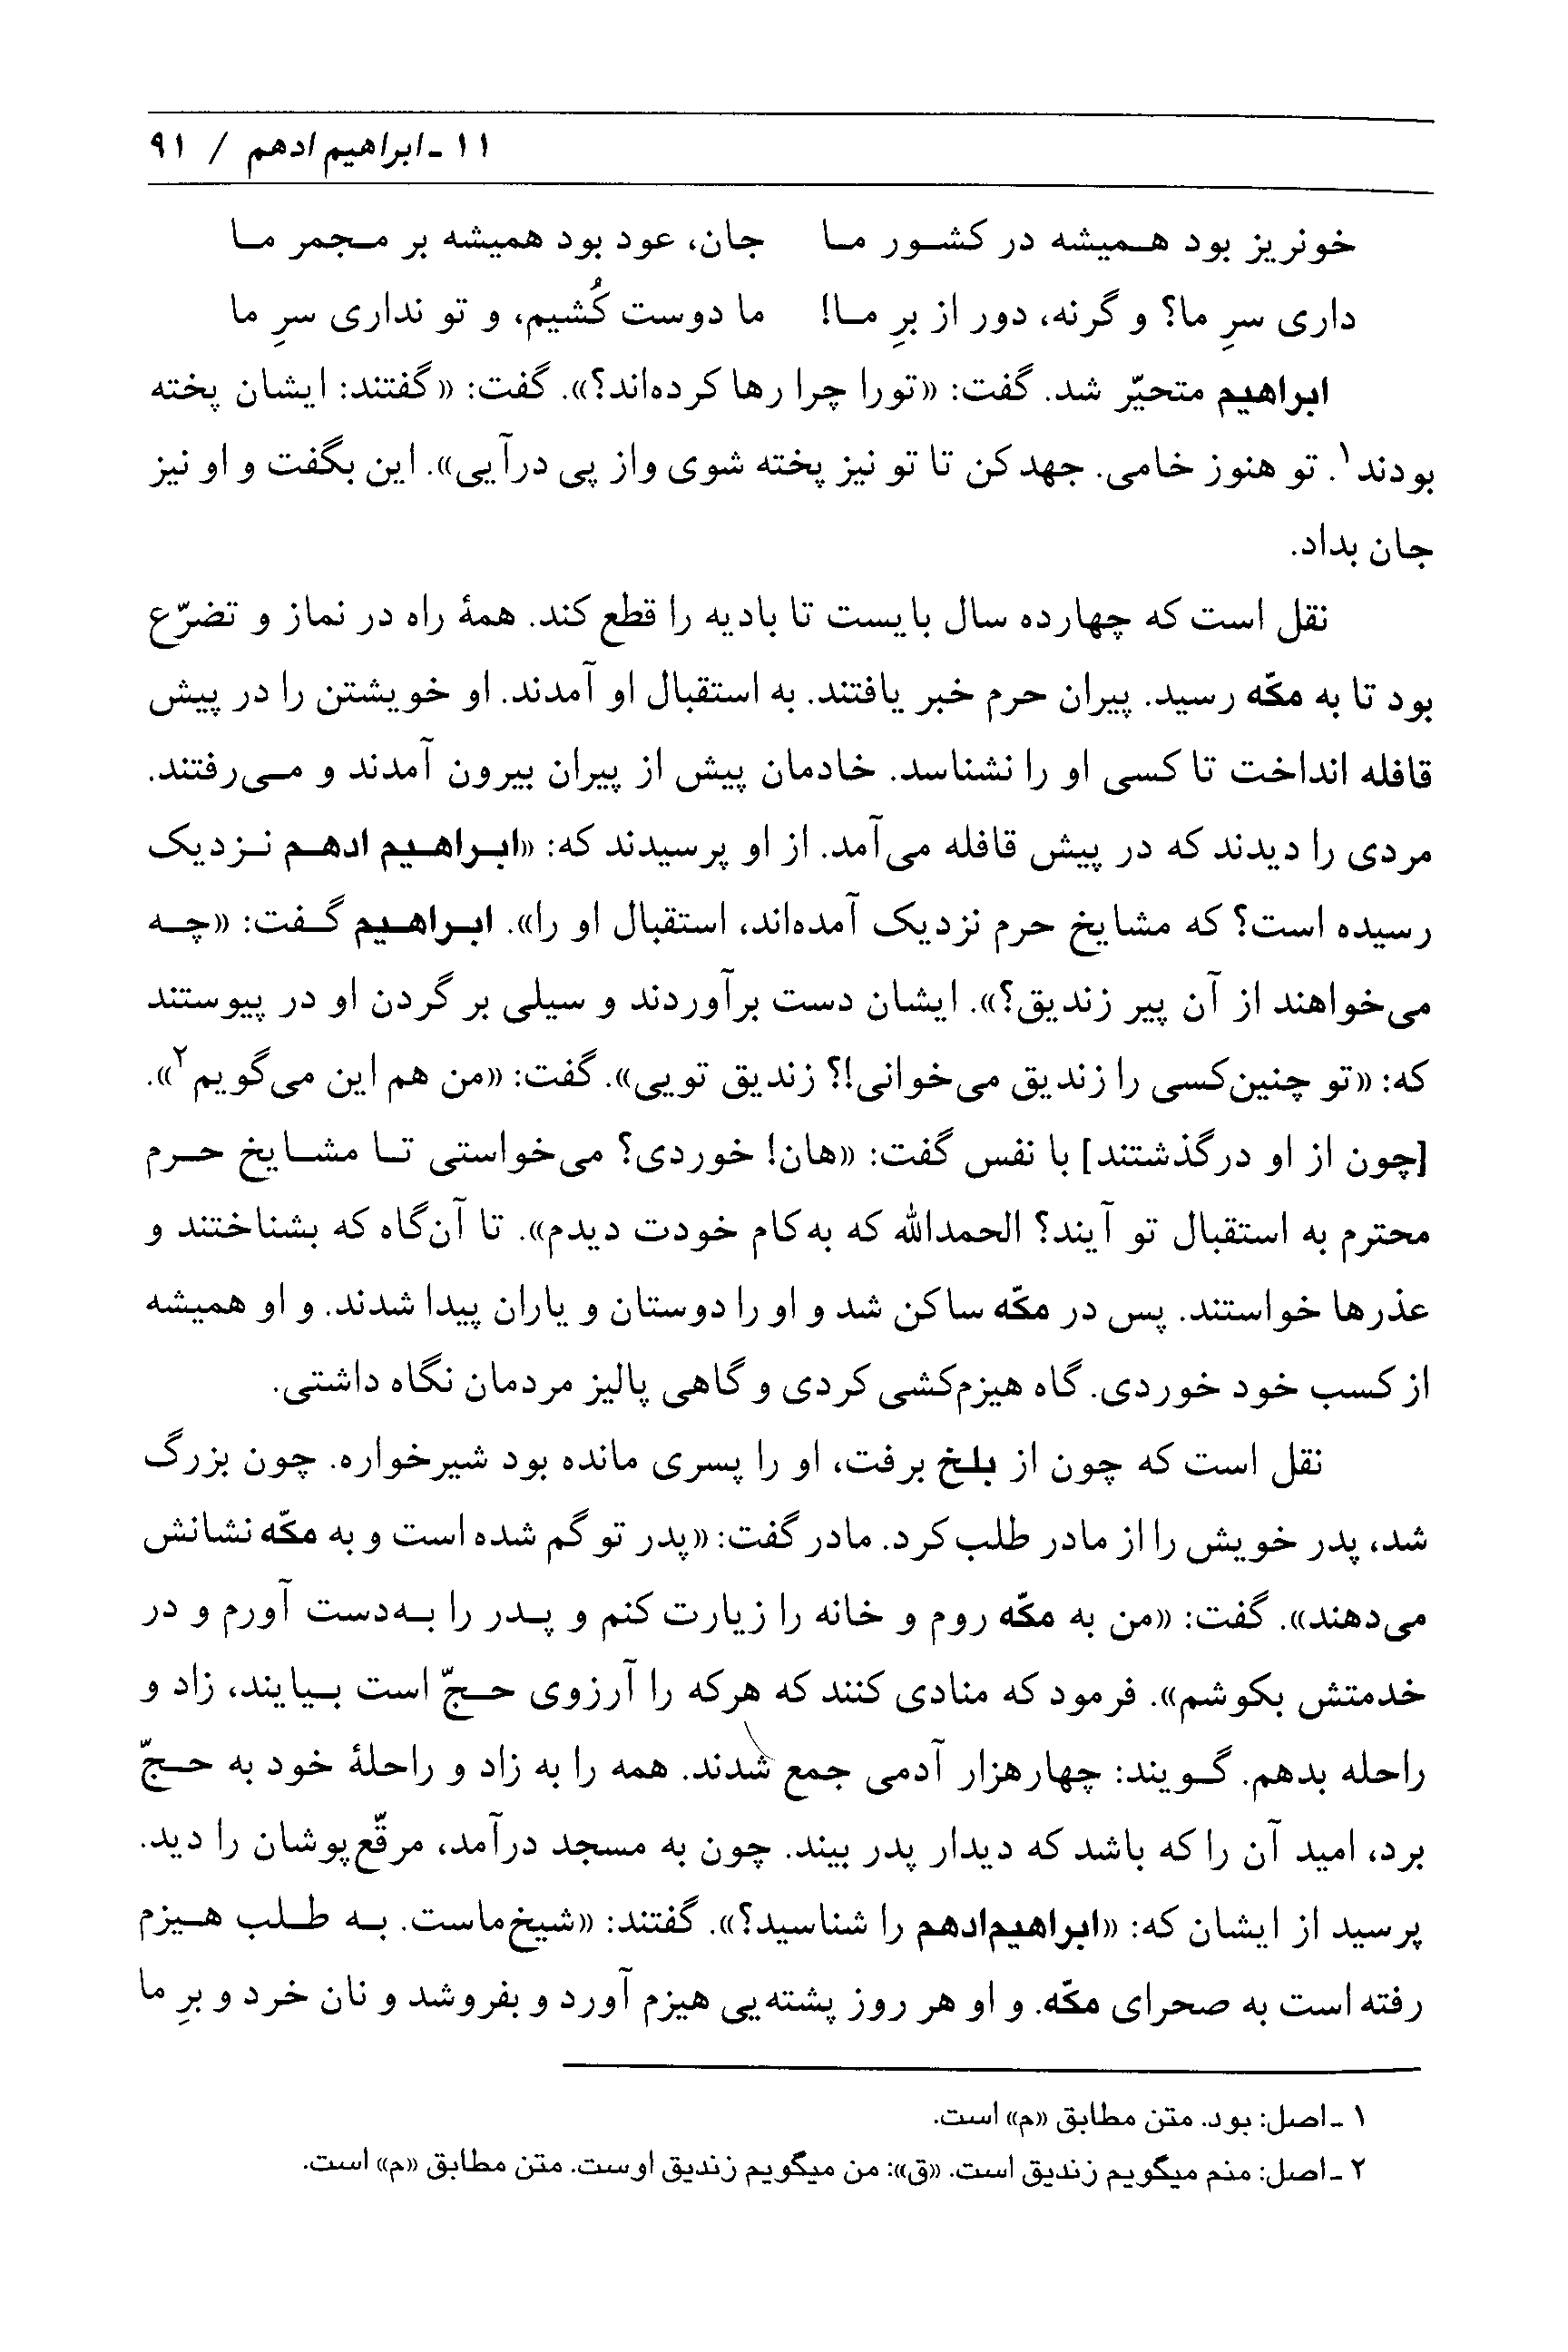 ۱۱ ـ ابراهیم ادهم / ۹۱
خونریز بود همیشه در کشور ما جان، عود بود همیشه بر مجمر ما
داری سرِ ما؟ و گرنه، دور از برِ ما! ما دوست کُشیم، و تو نداری سرِ ما
ابراهیم متحیّر شد. گفت: «تورا چرا رها کرده‌اند؟». گفت: «گفتند: ایشان پخته
بودند۱. تو هنوز خامی. جهد کن تا تو نیز پخته شوی واز پی درآیی». این بگفت و او نیز
جان بداد.
نقل است که چهارده سال بایست تا بادیه را قطع کند. همهٔ راه در نماز و تضرّع
بود تا به مکّه رسید. پیران حرم خبر یافتند. به استقبال او آمدند. او خویشتن را در پیش
قافله انداخت تا کسی او را نشناسد. خادمان پیش از پیران بیرون آمدند و می‌رفتند.
مردی را دیدند که در پیش قافله می‌آمد. از او پرسیدند که: «ابراهیم ادهم نزدیک
رسیده است؟ که مشایخ حرم نزدیک آمده‌اند، استقبال او را». ابراهیم گفت: «چه
می‌خواهند از آن پیر زندیق؟». ایشان دست برآوردند و سیلی بر گردن او در پیوستند
که: «تو چنین‌کسی را زندیق می‌خوانی!؟ زندیق تویی». گفت: «من هم این می‌گویم۲».
[چون از او درگذشتند] با نفس گفت: «هان! خوردی؟ می‌خواستی تا مشایخ حرم
محترم به استقبال تو آیند؟ الحمدالله که به‌کام خودت دیدم». تا آن‌گاه که بشناختند و
عذرها خواستند. پس در مکّه ساکن شد و او را دوستان و یاران پیدا شدند. و او همیشه
از کسب خود خوردی. گاه هیزم‌کشی کردی و گاهی پالیز مردمان نگاه داشتی.
نقل است که چون از بلخ برفت، او را پسری مانده بود شیرخواره. چون بزرگ
شد، پدر خویش را از مادر طلب‌کرد. مادر گفت: «پدر تو گم شده است و به مکّه نشانش
می‌دهند». گفت: «من به مکّه روم و خانه را زیارت کنم و پدر را به‌دست آورم و در
خدمتش بکوشم». فرمود که منادی کنند که هرکه را آرزوی حجّ است بیایند، زاد و
راحله بدهم. گویند: چهارهزار آدمی جمع شدند. همه را به زاد و راحلهٔ خود به حجّ
برد، امید آن را که باشد که دیدار پدر بیند. چون به مسجد درآمد، مرقّع‌پوشان را دید.
پرسید از ایشان که: «ابراهیم‌ادهم را شناسید؟». گفتند: «شیخ‌ماست. به طلب هیزم
رفته است به صحرای مکّه. و او هر روز پشته‌یی هیزم آورد و بفروشد و نان خرد و برِ ما
۱ ـ اصل: بود. متن مطابق «م» است.
۲ ـ اصل: منم میگویم زندیق است. «ق»: من میگویم زندیق اوست. متن مطابق «م» است.